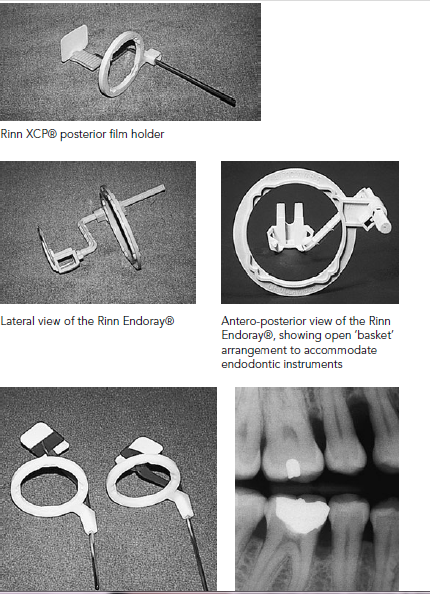 Rinn XCP® posterior film holder
Lateral view of the Rinn Endoray®
Antero-posterior view of the Rinn
Endoray®, showing open ‘basket’
arrangement to accommodate
endodontic instruments